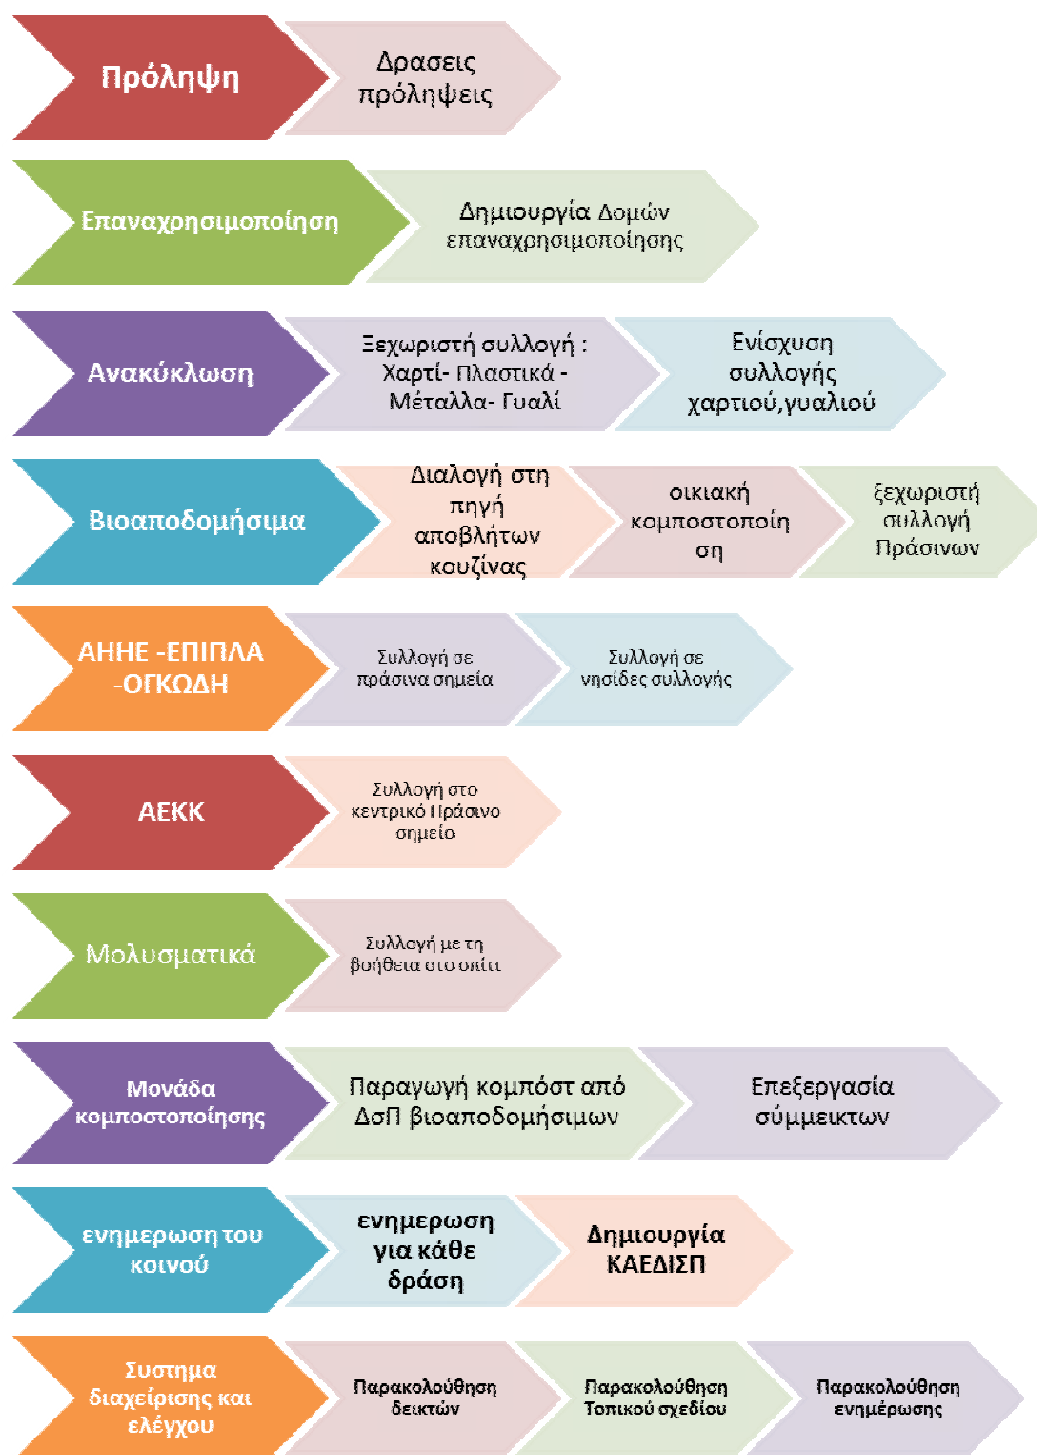 Πρόληψη
Δρασεις
πρόληψεις
Επαναχρησιμοποίηση
Δημιουργία Δομών
επαναχρησιμοποίησης
Ανακύκλωση
Ξεχωριστή συλλογή :
Χαρτί- Πλαστικά -
Μέταλλα- Γυαλί
Ενίσχυση
συλλογής
χαρτιού,γυαλιού
Βιοαποδομήσιμα
Διαλογή στη
πηγή
αποβλήτων
κουζίνας
οικιακή
κομποστοποίη
ση
ξεχωριστή
συλλογή
Πράσινων
ΑΗΗΕ -ΕΠΙΠΛΑ
-ΟΓΚΩΔΗ
Συλλογή σε
πράσινα σημεία
Συλλογή σε
νησίδες συλλογής
ΑΕΚΚ
Συλλογή στο
κεντρικό Πράσινο
σημείο
Μολυσματικά
Συλλογή με τη
βοήθεια στο σπίτι
Μονάδα
κομποστοποίησης
Παραγωγή κομπόστ από
ΔσΠ βιοαποδομήσιμων
Επεξεργασία
σύμμεικτων
ενημερωση του
κοινού
ενημερωση
για κάθε
δράση
Δημιουργία
ΚΑΕΔΙΣΠ
Συστημα
διαχείρισης και
ελέγχου
Παρακολούθηση
δεικτών
Παρακολούθηση
Τοπικού σχεδίου
Παρακολούθηση
ενημέρωσης